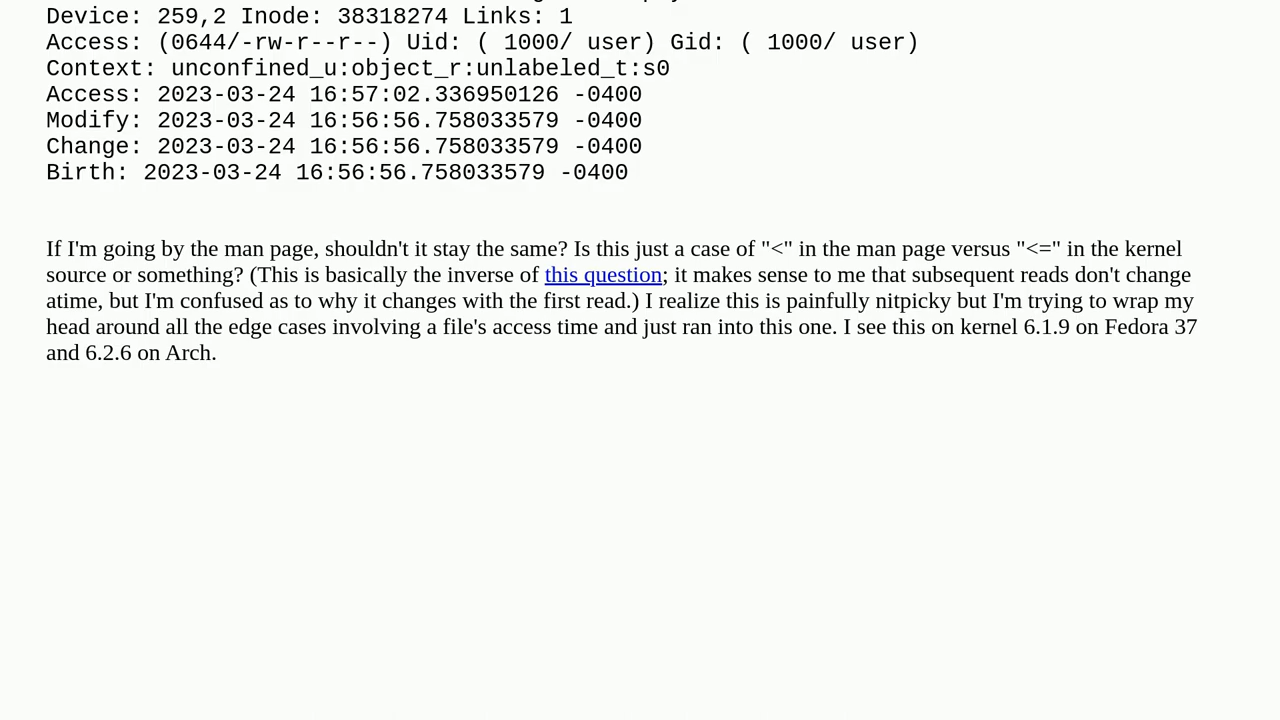 Device: 259,2 Inode: 38318274 Links: 1
Access: (0644/-rw-r--r--) Uid: ( 1000/ user) Gid: ( 1000/ user)
Context: unconfined_u:object_r:unlabeled_t:s0
Access: 2023-03-24 16:57:02.336950126 -0400
Modify: 2023-03-24 16:56:56.758033579 -0400
Change: 2023-03-24 16:56:56.758033579 -0400
Birth: 2023-03-24 16:56:56.758033579 -0400
If I'm going by the man page, shouldn't it stay the same? Is this just a case of "<" in the man page versus "<=" in the kernel
source or something? (This is basically the inverse of this question; it makes sense to me that subsequent reads don't change
atime, but I'm confused as to why it changes with the first read.) I realize this is painfully nitpicky but I'm trying to wrap my
head around all the edge cases involving a file's access time and just ran into this one. I see this on kernel 6.1.9 on Fedora 37
and 6.2.6 on Arch.